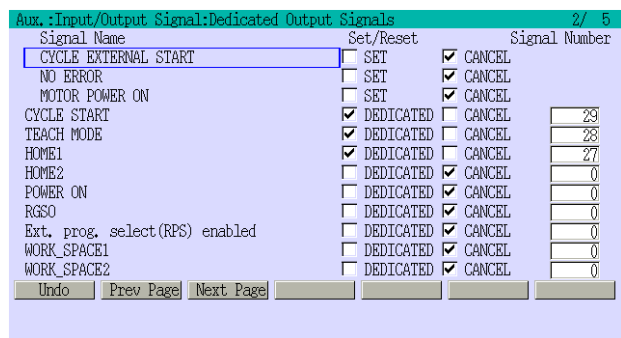 Aux.:Input/Output Signal:Dedicated Output Signals 2/ 5
Signal Name Set/Reset Signal Number
CYCLE EXTERNAL START SET CANCEL
NO ERROR SET CANCEL
MOTOR POWER ON SET CANCEL
CYCLE START DEDICATED CANCEL 29
TEACH MODE DEDICATED CANCEL 28
HOME1 DEDICATED CANCEL 27
HOME2 DEDICATED CANCEL 0
POWER ON DEDICATED CANCEL 0
RGSO DEDICATED CANCEL 0
Ext. prog. select(RPS) enabled DEDICATED CANCEL 0
WORK_SPACE1 DEDICATED CANCEL 0
WORK_SPACE2 DEDICATED CANCEL 0
Undo Prev Page Next Page